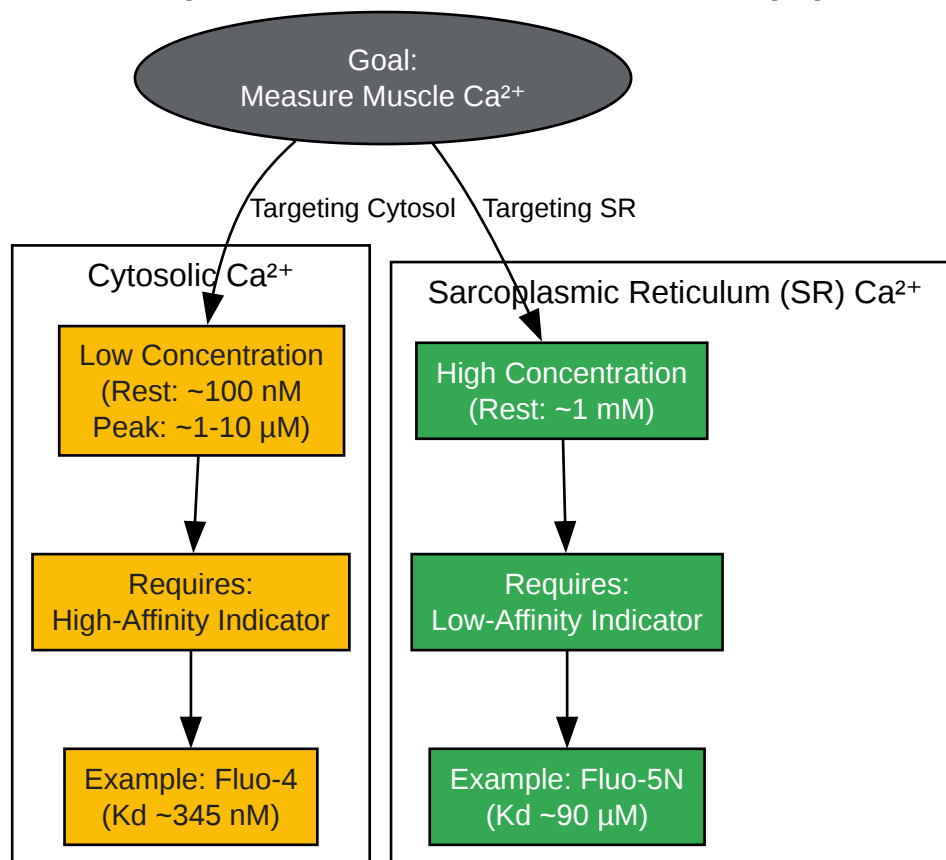 Goal:
Measure Muscle Ca²⁺
Targeting Cytosol
Targeting SR
Cytosolic Ca²⁺
Low Concentration
(Rest: ~100 nM
Peak: ~1-10 µM)
Requires:
High-Affinity Indicator
Example: Fluo-4
(Kd ~345 nM)
Sarcoplasmic Reticulum (SR) Ca²⁺
High Concentration
(Rest: ~1 mM)
Requires:
Low-Affinity Indicator
Example: Fluo-5N
(Kd ~90 µM)